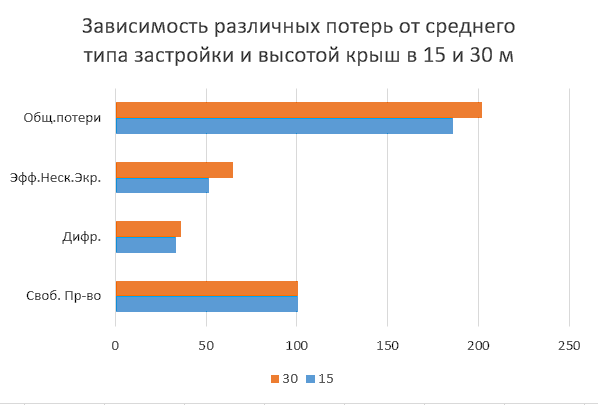 Зависимость различных потерь от среднего
типа застройки и высотой крыш в 15 и 30 м
Общ.потери
Эфф.Неск.Экр.
Дифр.
Своб. Пр-во
0 50 100 150 200 250
30 15